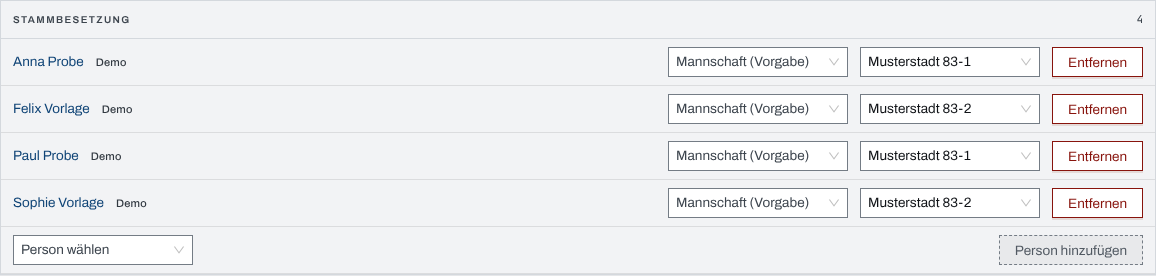 STAMMBESETZUNG 4
Anna Probe Demo Mannschaft (Vorgabe) Musterstadt 83-1 Entfernen
Felix Vorlage Demo Mannschaft (Vorgabe) Musterstadt 83-2 Entfernen
Paul Probe Demo Mannschaft (Vorgabe) Musterstadt 83-1 Entfernen
Sophie Vorlage Demo Mannschaft (Vorgabe) Musterstadt 83-2 Entfernen
Person wählen Person hinzufügen